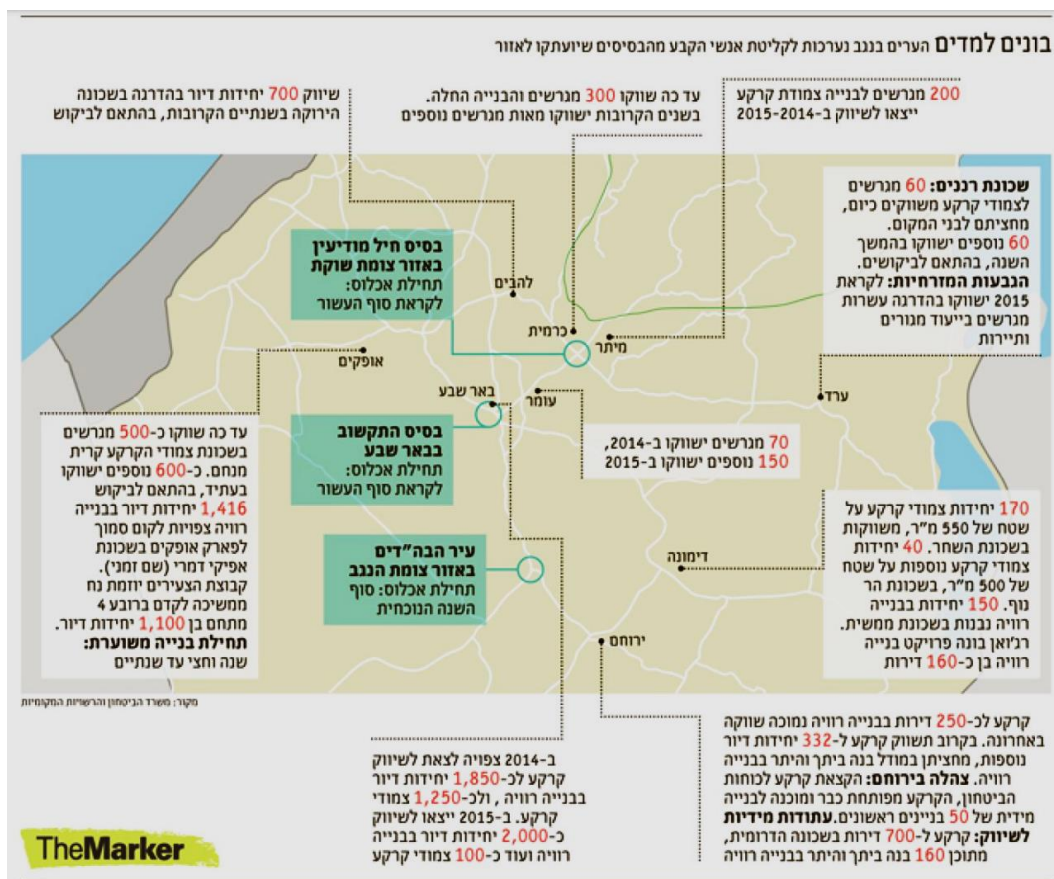 בונים למדים הערים בנגב נערכות לקליטת אנשי הקבע מהבסיסים שיועתקו לאזור
200 מגרשים לבנייה צמודת קרקע
ייצאו לשיווק ב-2015-2014
עד כה שווקו 300 מגרשים והבנייה החלה.
בשנים הקרובות ישווקו מאות מגרשים נוספים
שיווק 700 יחידות דיור בהדרגה בשכונה
הירוקה בשנתיים הקרובות, בהתאם לביקוש
שכונת רננים: 60 מגרשים
לצמודי קרקע משווקים כיום,
מחציתם לבני המקום.
60 נוספים ישווקו בהמשך
השנה, בהתאם לביקושים.
הגבעות המזרחיות: לקראת
2015 ישווקו בהדרגה עשרות
מגרשים בייעוד מגורים
ותיירות
בסיס חיל מודיעין
באזור צומת שוקת
תחילת אכלוס:
לקראת סוף העשור
להבים
כרמית
מיתר
אופקים
באר שבע
עומר
ערד
בסיס התקשוב
בבאר שבע
תחילת אכלוס:
לקראת סוף העשור
70 מגרשים ישווקו ב-2014,
150 נוספים ישווקו ב-2015
עד כה שווקו כ-500 מגרשים
בשכונת צמודי הקרקע קרית
מנחם. כ-600 נוספים ישווקו
בעתיד, בהתאם לביקוש
1,416 יחידות דיור בבנייה
רוויה צפויות לקום סמוך
לפארק אופקים בשכונת
אפיקי דמרי (שם זמני).
קבוצת הצעירים יוזמת נח
ממשיכה לקדם ברובע 4
מתחם בן 1,100 יחידות דיור.
תחילת בנייה משוערת:
שנה וחצי עד שנתיים
170 יחידות צמודי קרקע על
שטח של 550 מ"ר, משווקות
בשכונת השחר. 40 יחידות
צמודי קרקע נוספות על שטח
של 500 מ"ר, בשכונת הר
נוף. 150 יחידות בבנייה
רוויה נבנות בשכונת ממשית.
רג'ואן בונה פרויקט בנייה
רוויה בן כ-160 דירות
דימונה
עיר הבה"דים
באזור צומת הנגב
תחילת אכלוס: סוף
השנה הנוכחית
ירוחם
מקור: משרד הביטחון והרשויות המקומיות
קרקע לכ-250 דירות בבנייה רוויה נמוכה שווקה
באחרונה. בקרוב תשווק קרקע ל-332 יחידות דיור
נוספות, מחציתן במודל בנה ביתך והיתר בבנייה
רוויה. צהלה בירוחם: הקצאת קרקע לכוחות
הביטחון, הקרקע מפותחת כבר ומוכנה לבנייה
מידית של 50 בניינים ראשונים.עתודות מידיות
לשיווק: קרקע ל-700 דירות בשכונה הדרומית,
מתוכן 160 בנה ביתך והיתר בבנייה רוויה
ב-2014 צפויה לצאת לשיווק
קרקע לכ-1,850 יחידות דיור
בבנייה רוויה , ולכ-1,250 צמודי
קרקע. ב-2015 ייצאו לשיווק
כ-2,000 יחידות דיור בבנייה
רוויה ועוד כ-100 צמודי קרקע
TheMarker